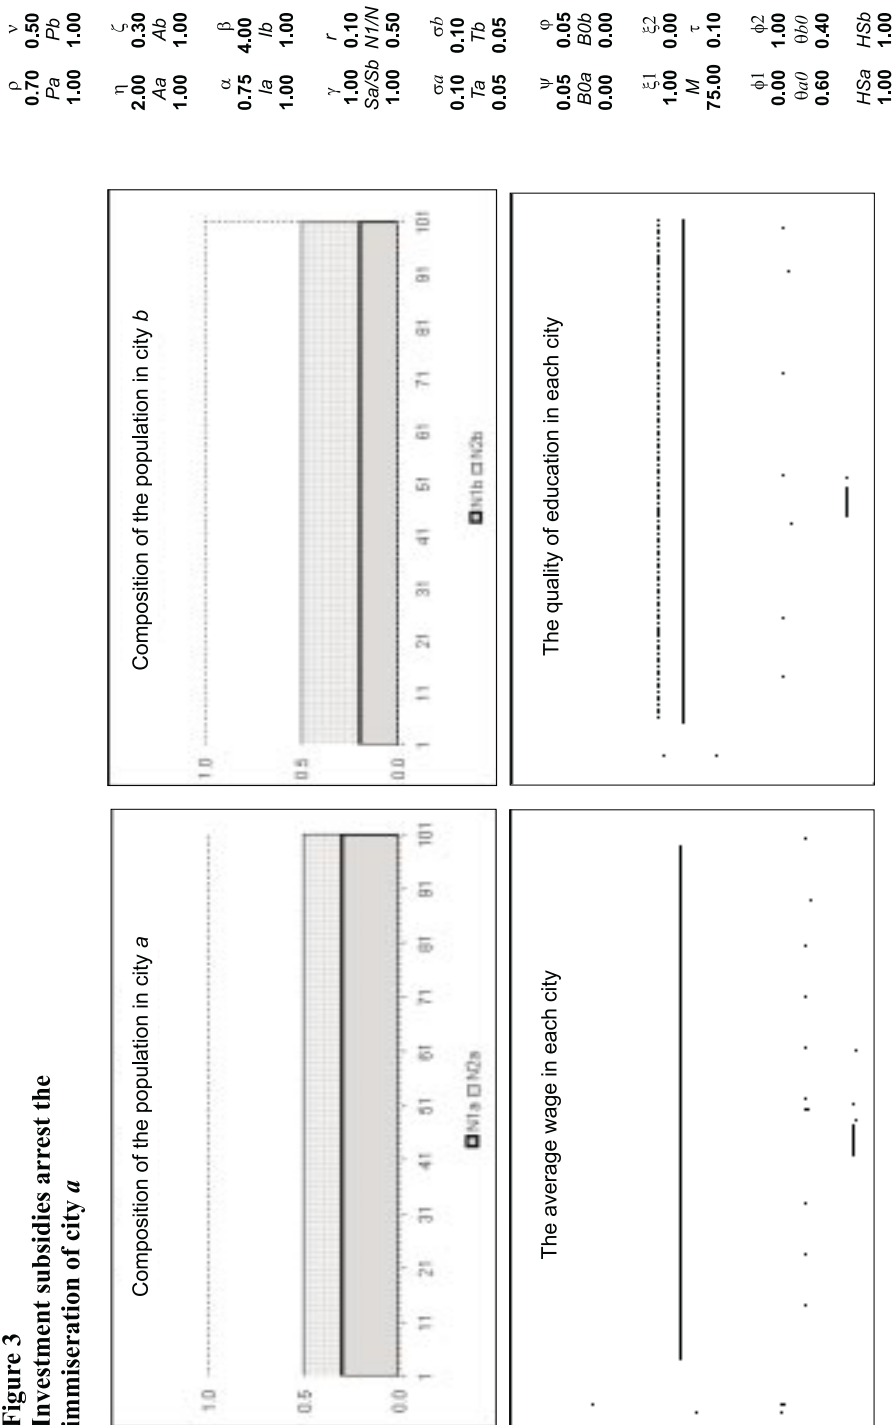 Figure 3
Investment subsidies arrest the
immiseration of city a
Composition of the population in city a
1.0
0.5
0.0
1 11 21 31 41 51 61 71 81 91 101
N1a N2a
Composition of the population in city b
1.0
0.5
0.0
1 11 21 31 41 51 61 71 81 91 101
N1b N2b
The average wage in each city
The quality of education in each city
ρ ν
0.70 0.50
Pa Pb
1.00 1.00
η ζ
2.00 0.30
Aa Ab
1.00 1.00
α β
0.75 4.00
Ia Ib
1.00 1.00
γ r
1.00 0.10
Sa/Sb N1/N
1.00 0.50
σa σb
0.10 0.10
Ta Tb
0.05 0.05
ψ φ
0.05 0.05
B0a B0b
0.00 0.00
ξ1 ξ2
1.00 0.00
M τ
75.00 0.10
ϕ1 ϕ2
0.00 1.00
θa0 θb0
0.60 0.40
HSa HSb
1.00 1.00